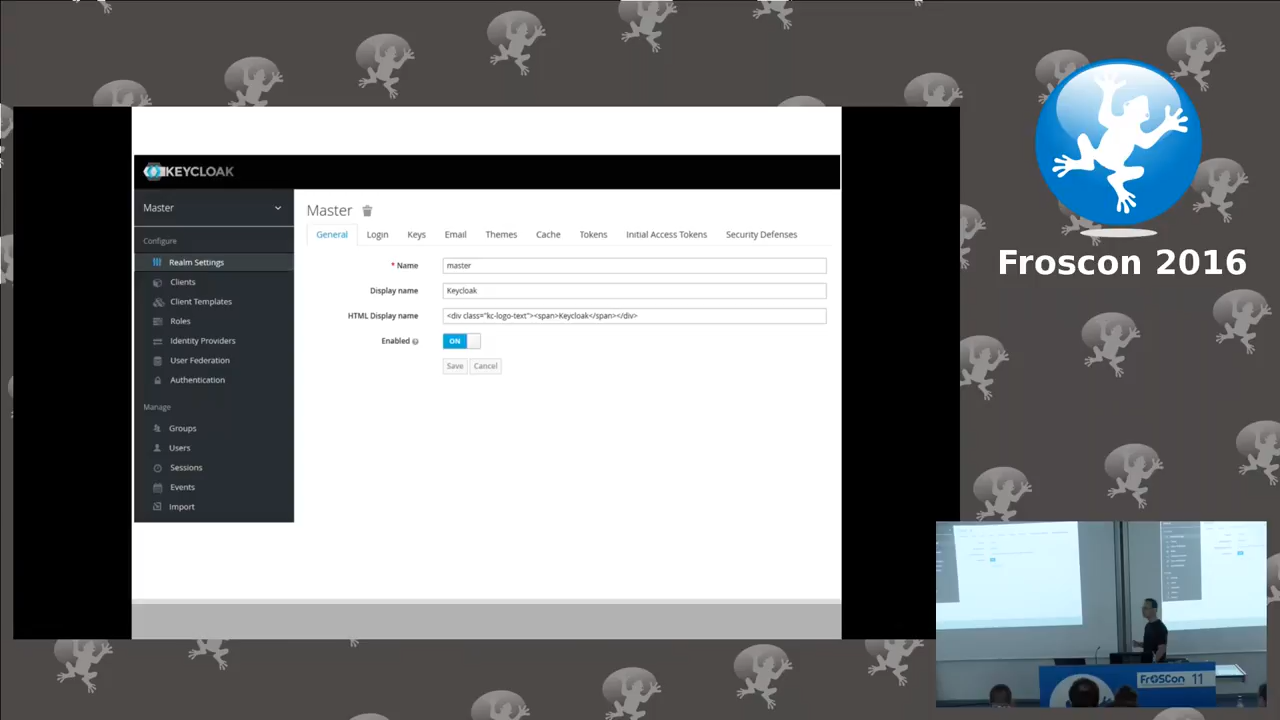 KEYCLOAK
Master
Configure
Realm Settings
Clients
Client Templates
Roles
Identity Providers
User Federation
Authentication
Manage
Groups
Users
Sessions
Events
Import
Master
General Login Keys Email Themes Cache Tokens Initial Access Tokens Security Defenses
* Name master
Display name Keycloak
HTML Display name <div class="kc-logo-text"><span>Keycloak</span></div>
Enabled ON
Save Cancel
Froscon 2016
FrOSCon 11